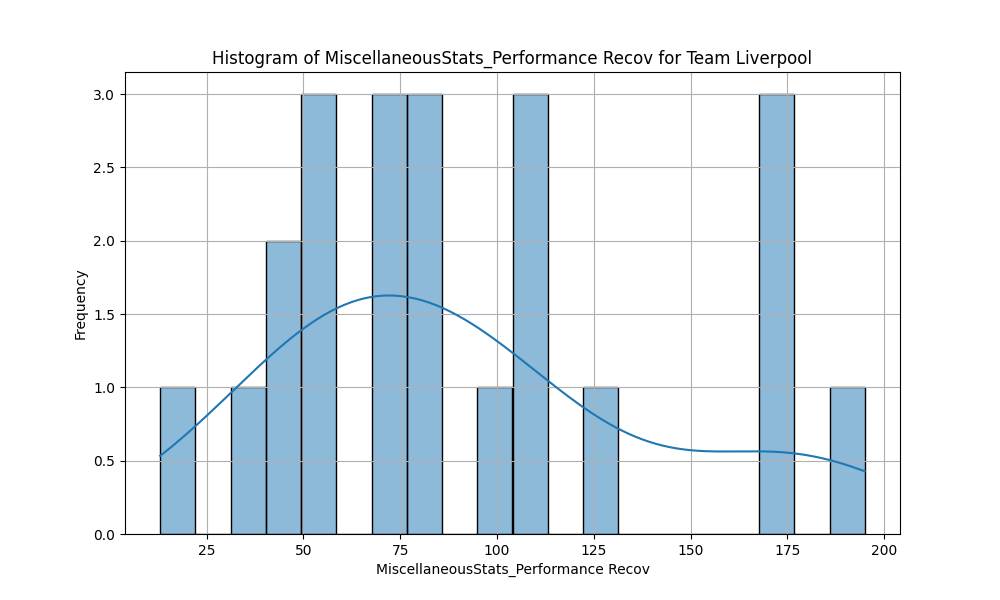 Histogram of MiscellaneousStats_Performance Recov for Team Liverpool
3.0
2.5
2.0
1.5
1.0
0.5
0.0
Frequency
25 50 75 100 125 150 175 200
MiscellaneousStats_Performance Recov